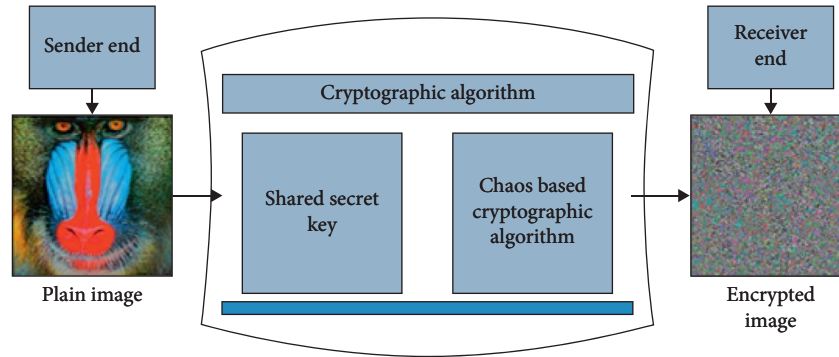 Sender end
Receiver
end
Cryptographic algorithm
Shared secret
key
Chaos based
cryptographic
algorithm
Plain image
Encrypted
image